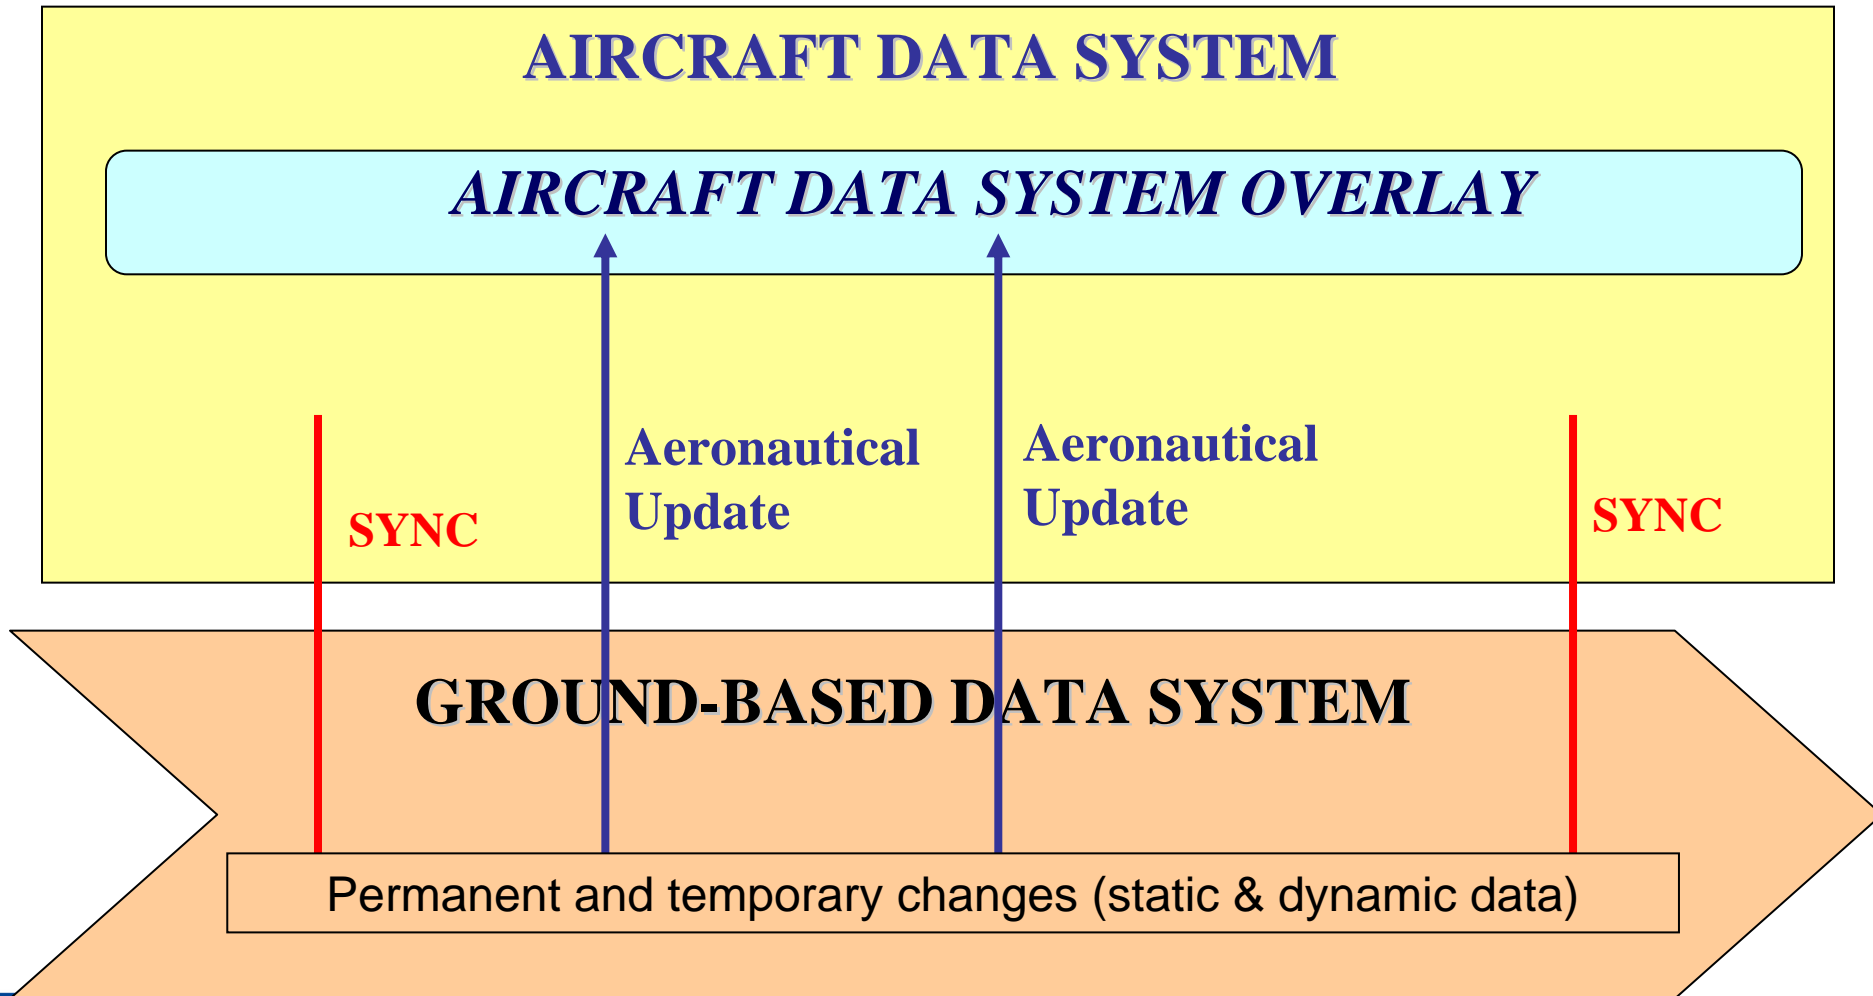 AIRCRAFT DATA SYSTEM
AIRCRAFT DATA SYSTEM OVERLAY
Aeronautical
Update
Aeronautical
Update
SYNC
SYNC
GROUND-BASED DATA SYSTEM
Permanent and temporary changes (static & dynamic data)